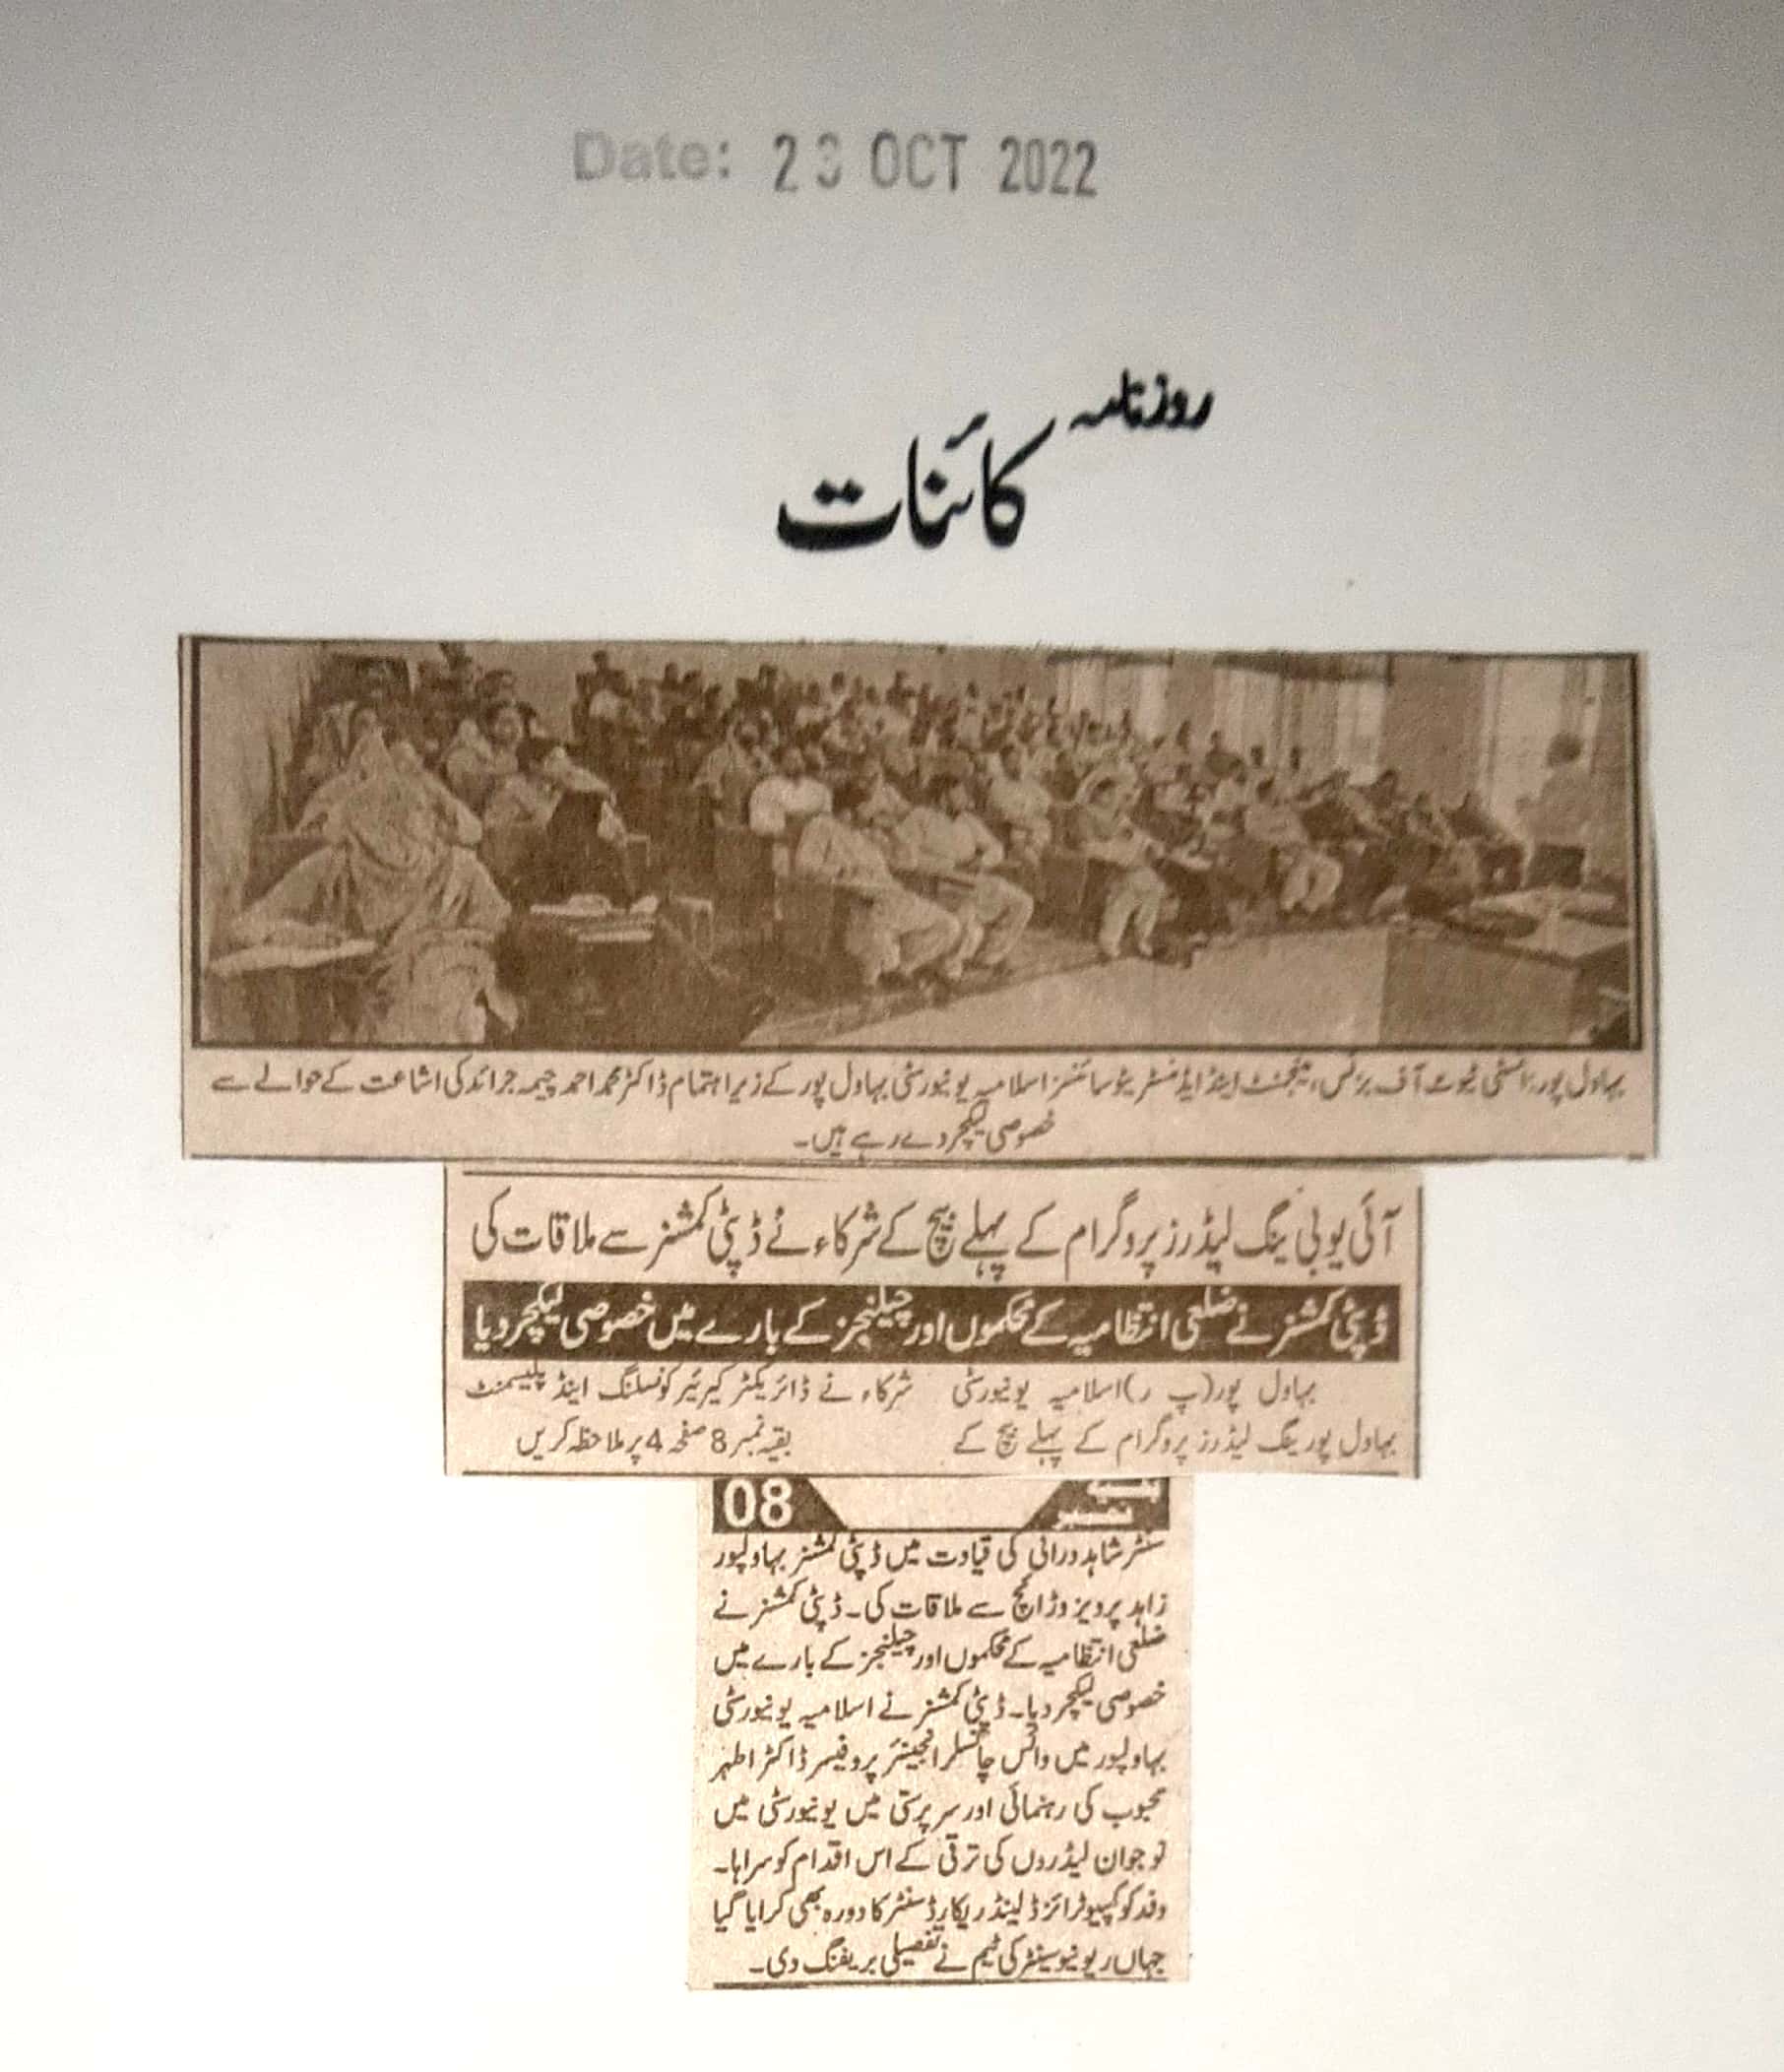 Date: 23 OCT 2022
روزنامہ
کائنات
بہاول پور: انسٹی ٹیوٹ آف بزنس، مینجمنٹ اینڈ ایڈمنسٹریٹو سائنسز اسلامیہ یونیورسٹی بہاول پور کے زیر اہتمام ڈاکٹر محمد احمد چیمہ جرائد کی اشاعت کے حوالے سے
خصوصی لیکچر دے رہے ہیں۔
آئی یو بی ینگ لیڈرز پروگرام کے پہلے بیچ کے شرکاء نے ڈپٹی کمشنر سے ملاقات کی
ڈپٹی کمشنر نے ضلعی انتظامیہ کے محکموں اور چیلنجز کے بارے میں خصوصی لیکچر دیا
بہاول پور (پ ر) اسلامیہ یونیورسٹی
بہاول پور ینگ لیڈرز پروگرام کے پہلے بیچ کے
شرکاء نے ڈائریکٹر کیرئیر کونسلنگ اینڈ پلیسمنٹ
بقیہ نمبر 8 صفحہ 4 پر ملاحظہ کریں
بقیہ نمبر 08
سنٹر شاہد درانی کی قیادت میں ڈپٹی کمشنر بہاولپور
زاہد پرویز وڑائچ سے ملاقات کی۔ ڈپٹی کمشنر نے
ضلعی انتظامیہ کے محکموں اور چیلنجز کے بارے میں
خصوصی لیکچر دیا۔ ڈپٹی کمشنر نے اسلامیہ یونیورسٹی
بہاولپور میں وائس چانسلر انجینئر پروفیسر ڈاکٹر اطہر
محبوب کی رہنمائی اور سرپرستی میں یونیورسٹی میں
نوجوان لیڈروں کی ترقی کے اس اقدام کو سراہا۔
وفد کو کمپیوٹرائزڈ لینڈ ریکارڈ سنٹر کا دورہ بھی کرایا گیا
جہاں ریونیو سینٹر کی ٹیم نے تفصیلی بریفنگ دی۔